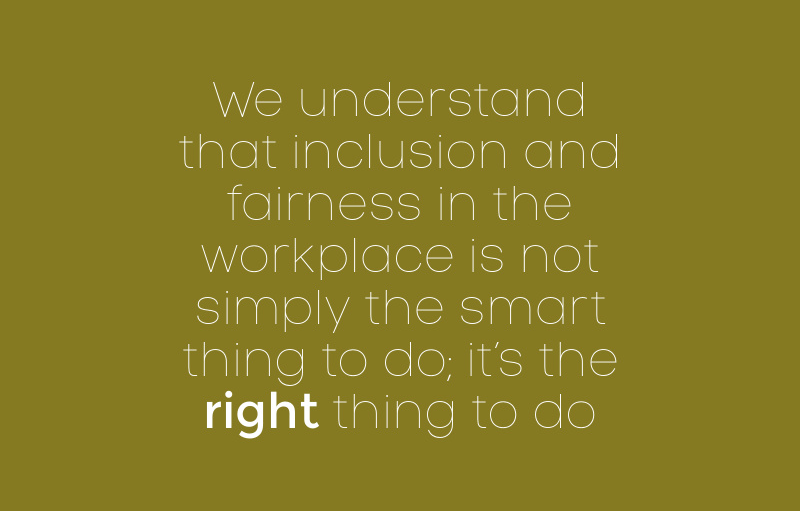 We understand
that inclusion and
fairness in the
workplace is not
simply the smart
thing to do; it's the
right thing to do